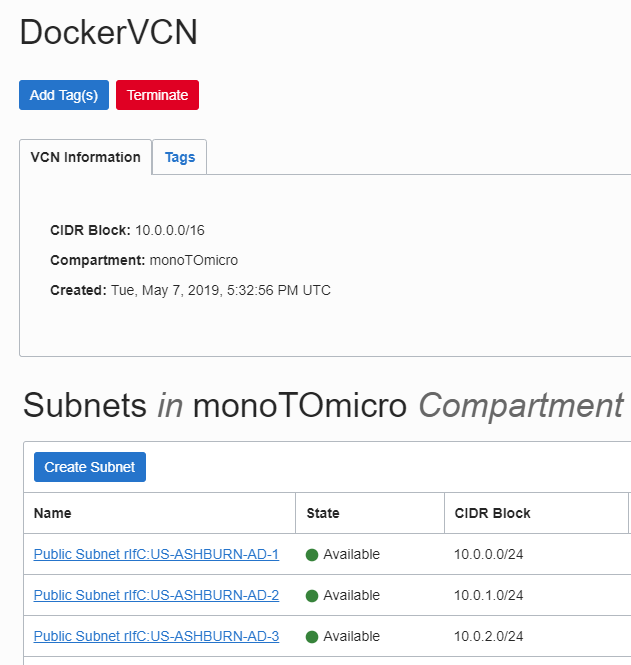 DockerVCN
Add Tag(s) Terminate
VCN Information Tags
CIDR Block: 10.0.0.0/16
Compartment: monoTOmicro
Created: Tue, May 7, 2019, 5:32:56 PM UTC
Subnets in monoTOmicro Compartment
Create Subnet
Name State CIDR Block
Public Subnet rIfC:US-ASHBURN-AD-1 Available 10.0.0.0/24
Public Subnet rIfC:US-ASHBURN-AD-2 Available 10.0.1.0/24
Public Subnet rIfC:US-ASHBURN-AD-3 Available 10.0.2.0/24